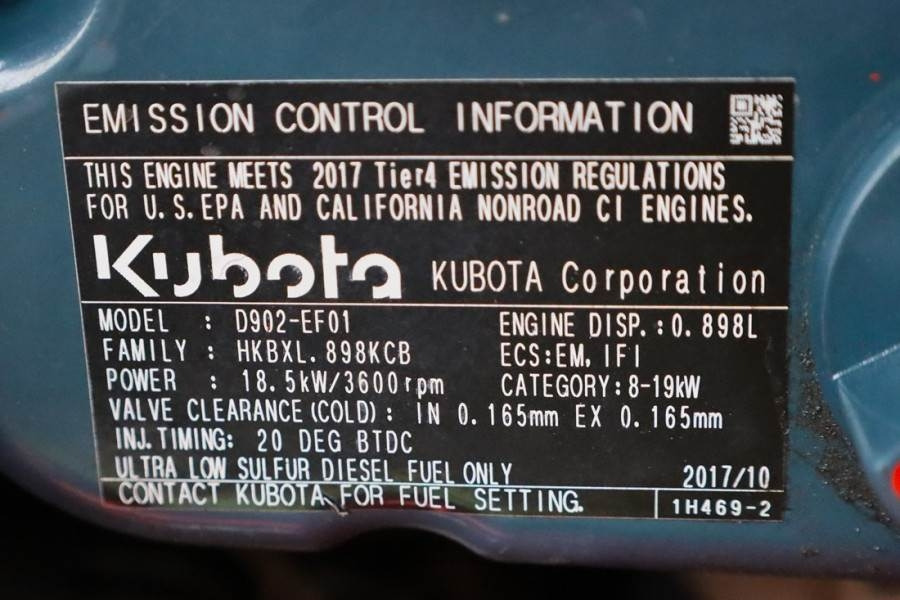 EMISSION CONTROL INFORMATION
THIS ENGINE MEETS 2017 Tier4 EMISSION REGULATIONS
FOR U.S.EPA AND CALIFORNIA NONROAD CI ENGINES.
Kubota KUBOTA Corporation
MODEL : D902-EF01 ENGINE DISP.:0.898L
FAMILY : HKBXL.898KCB ECS:EM,IFI
POWER : 18.5kW/3600rpm CATEGORY:8-19kW
VALVE CLEARANCE(COLD): IN 0.165mm EX 0.165mm
INJ.TIMING: 20 DEG BTDC
ULTRA LOW SULFUR DIESEL FUEL ONLY 2017/10
CONTACT KUBOTA FOR FUEL SETTING. 1H469-2